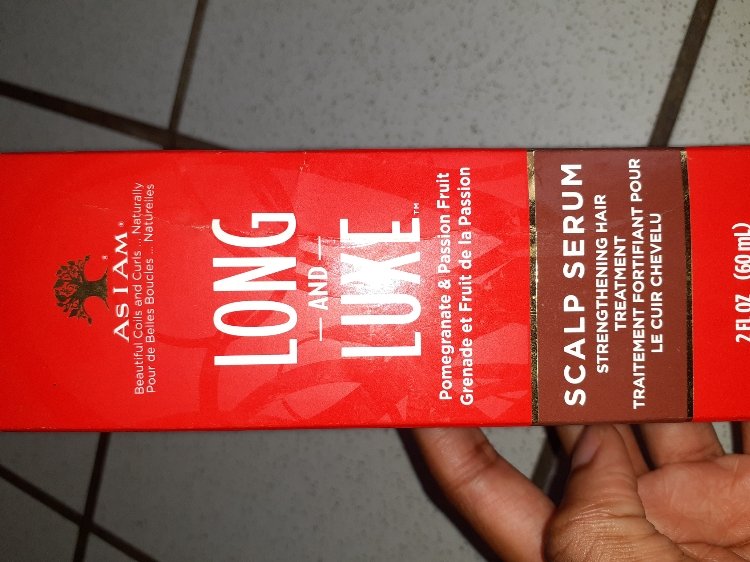 AS I AM®
Beautiful Coils and Curls ... Naturally
Pour de Belles Boucles ... Naturelles
LONG
AND
LUXE™
Pomegranate & Passion Fruit
Grenade et Fruit de la Passion
SCALP SERUM
STRENGTHENING HAIR
TREATMENT
TRAITEMENT FORTIFIANT POUR
LE CUIR CHEVELU
2 FL OZ (60 mL)